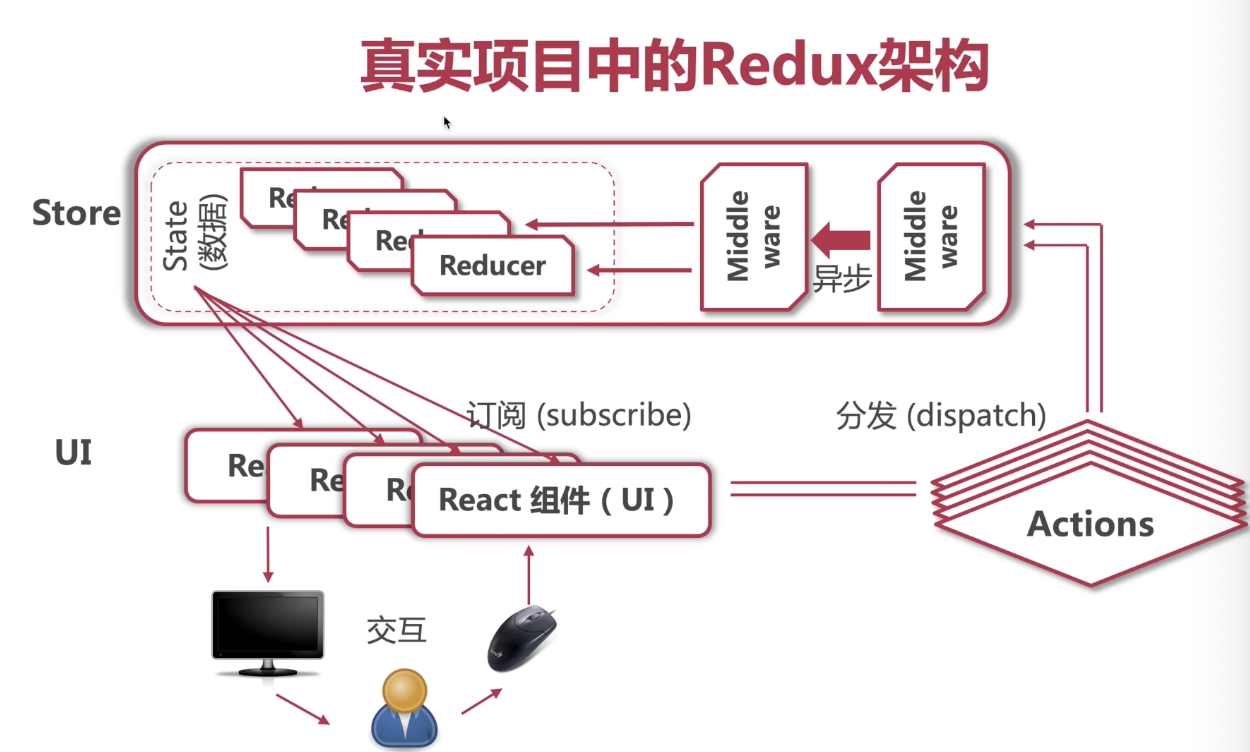 真实项目中的Redux架构
Store
State
(数据)
Re
Re
Red
Reducer
Middle
ware
异步
Middle
ware
订阅 (subscribe)
分发 (dispatch)
UI
Re
Re
Re
React 组件（UI）
Actions
交互